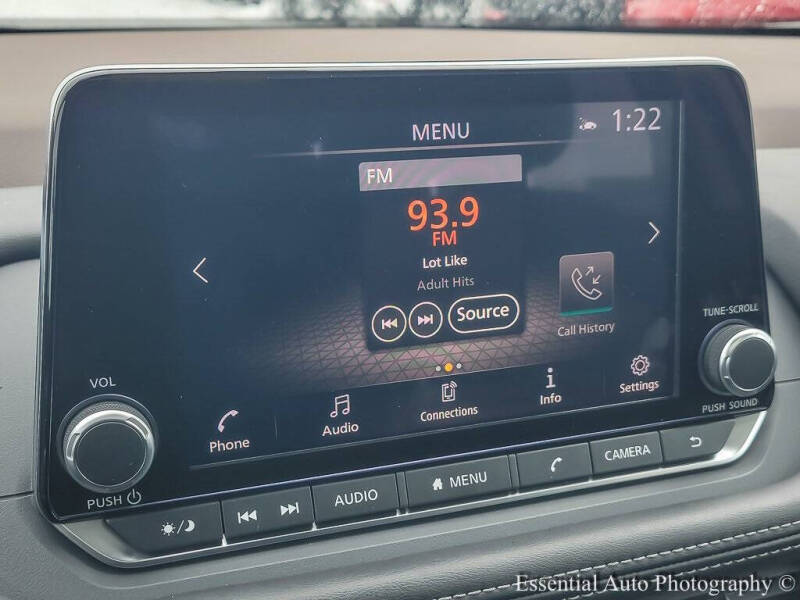 MENU
1:22
FM
93.9
FM
Lot Like
Adult Hits
Source
Call History
Phone
Audio
Connections
Info
Settings
VOL
PUSH
TUNE·SCROLL
PUSH SOUND
AUDIO
MENU
CAMERA
Essential Auto Photography ©